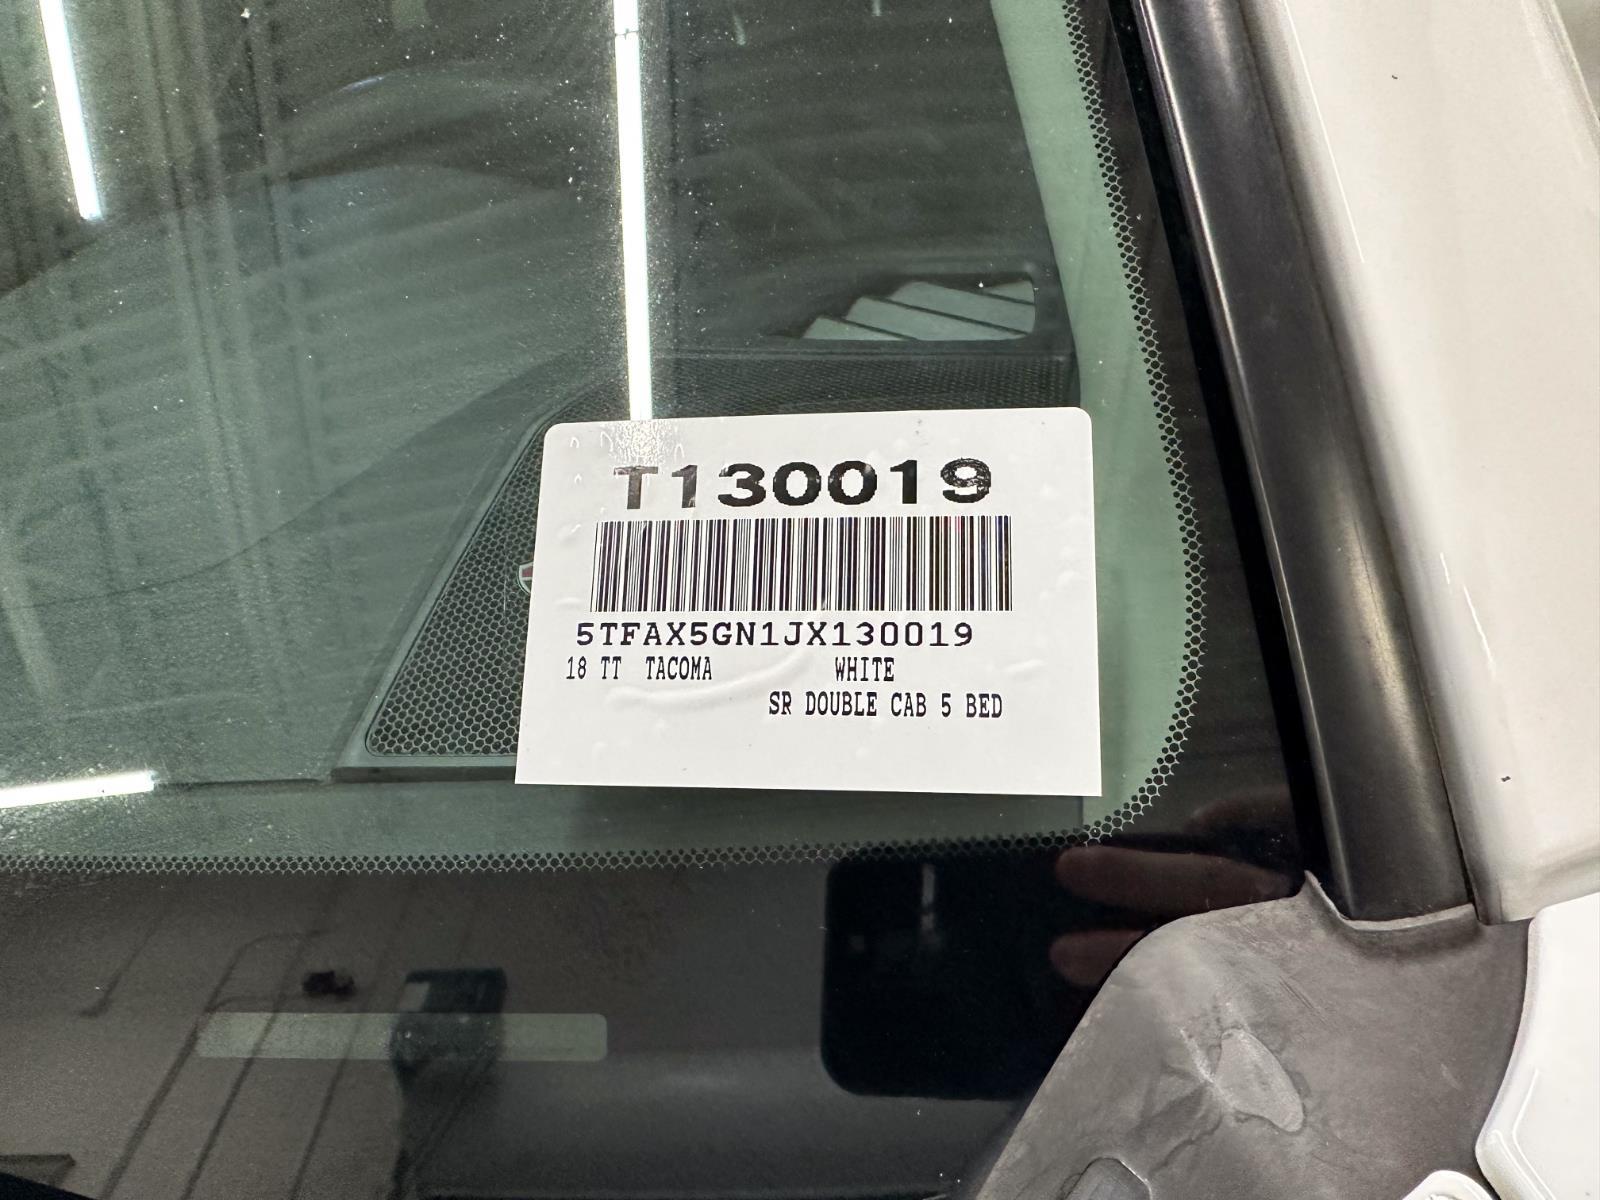 T130019
5TFAX5GN1JX130019
18 TT TACOMA WHITE
SR DOUBLE CAB 5 BED